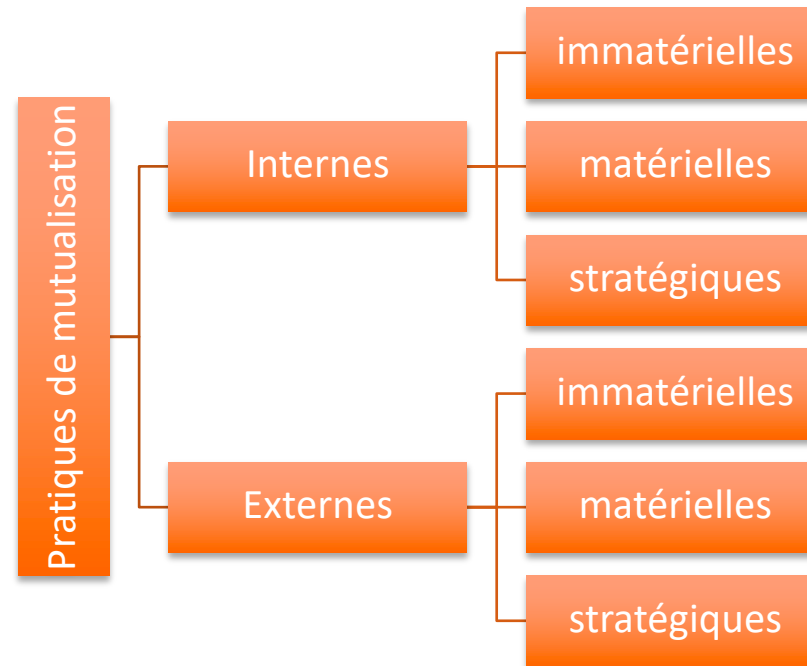 Pratiques de mutualisation
Internes
immatérielles
matérielles
stratégiques
Externes
immatérielles
matérielles
stratégiques